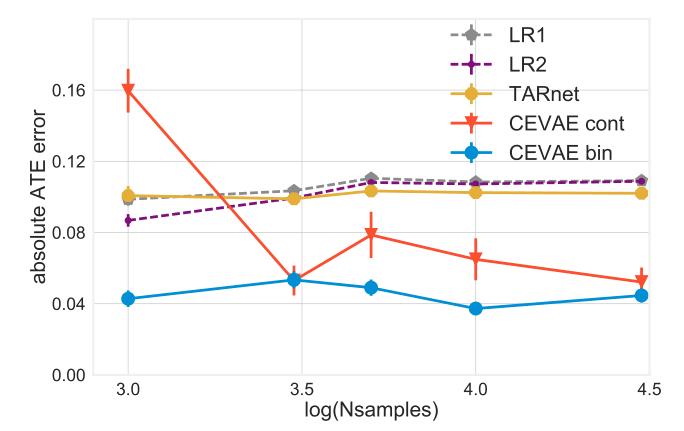 LR1
LR2
TARnet
CEVAE cont
CEVAE bin
absolute ATE error
0.16
0.12
0.08
0.04
0.00
3.0 3.5 4.0 4.5
log(Nsamples)